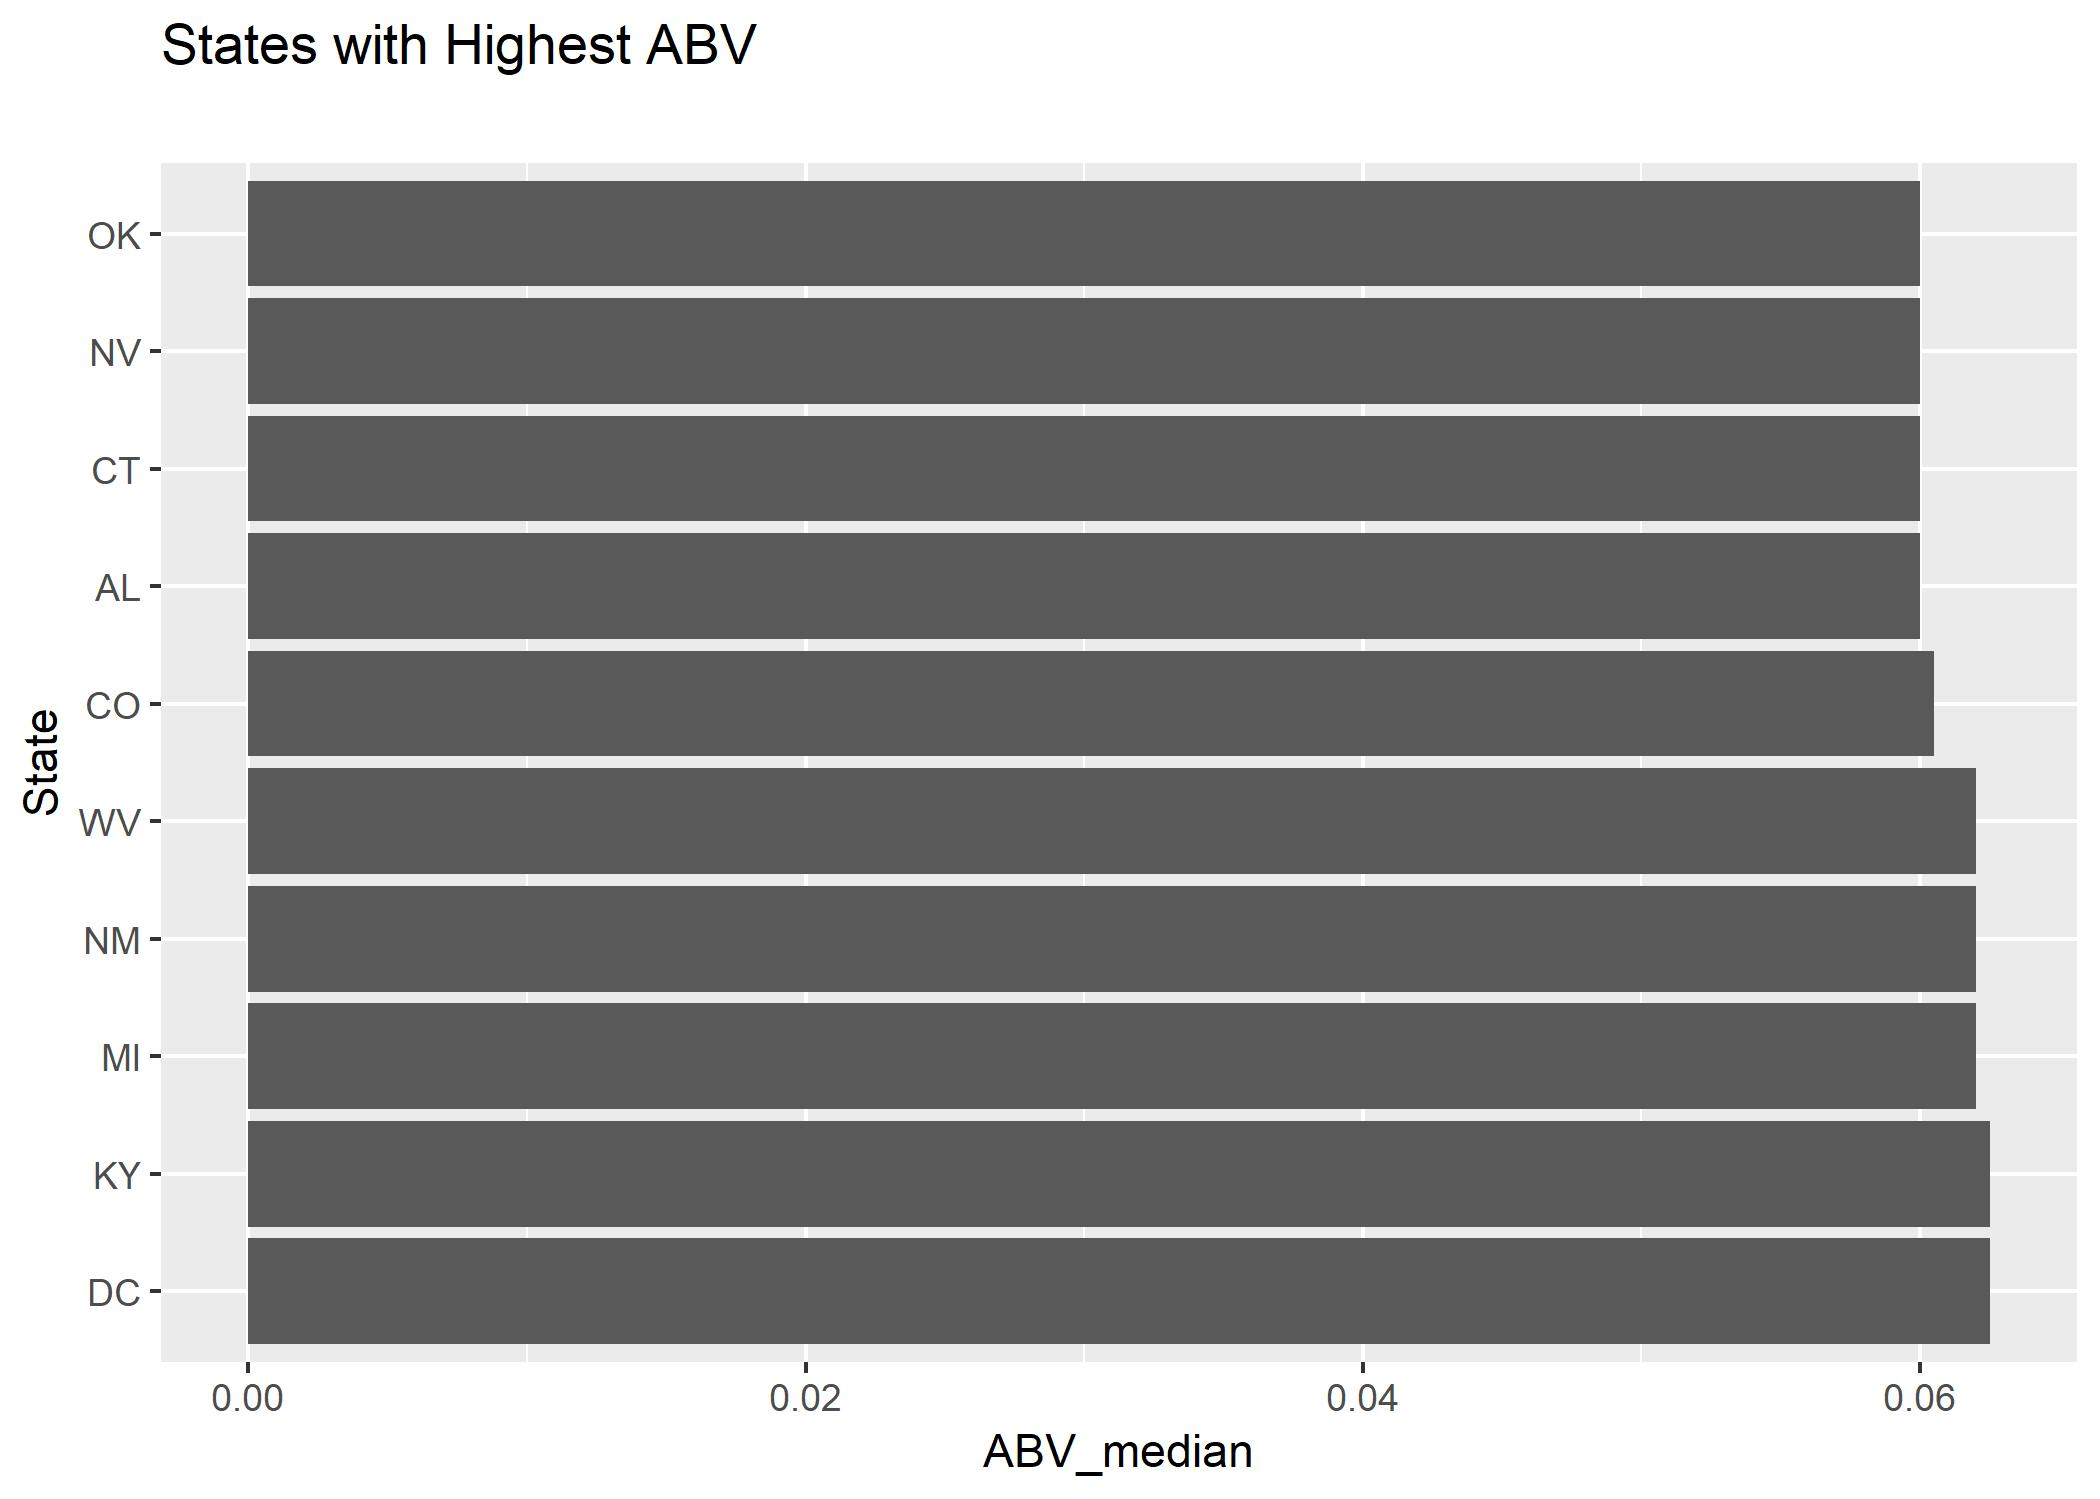 States with Highest ABV
State
OK
NV
CT
AL
CO
WV
NM
MI
KY
DC
0.00 0.02 0.04 0.06
ABV_median